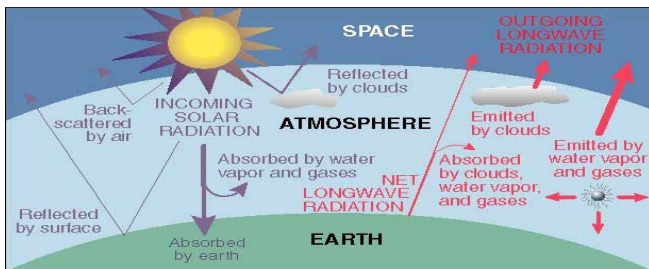 SPACE
OUTGOING
LONGWAVE
RADIATION
Reflected
by clouds
Back-
scattered
by air
INCOMING
SOLAR
RADIATION
ATMOSPHERE
Emitted
by clouds
Emitted by
water vapor
and gases
Absorbed by water
vapor and gases
Absorbed
by clouds,
water vapor,
and gases
NET
LONGWAVE
RADIATION
Reflected
by surface
Absorbed
by earth
EARTH